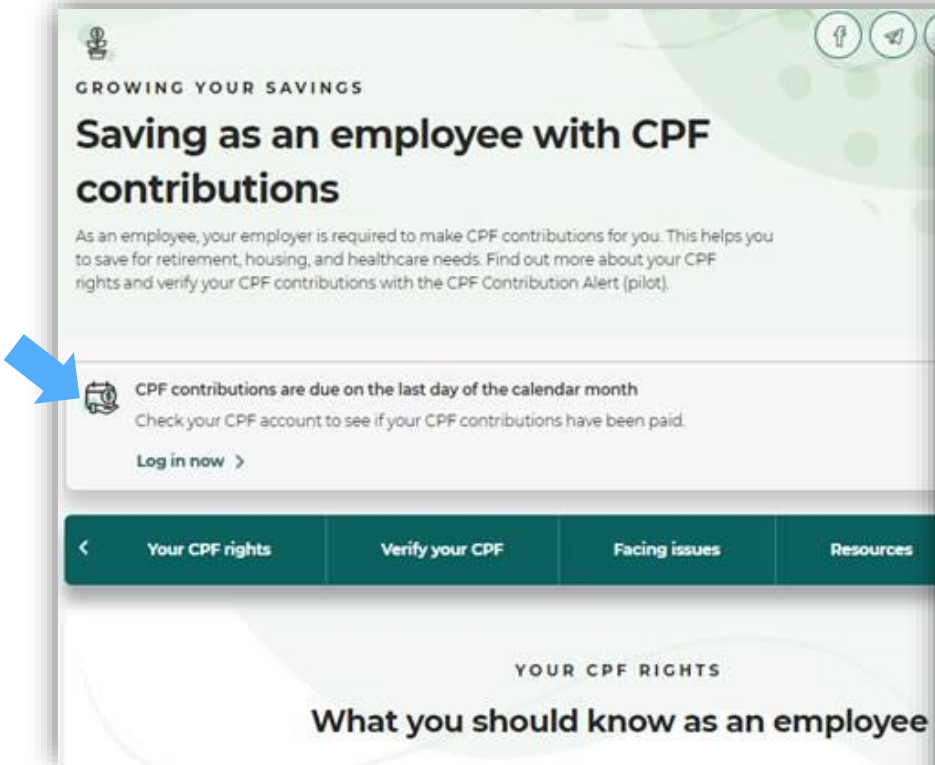 GROWING YOUR SAVINGS
Saving as an employee with CPF
contributions
As an employee, your employer is required to make CPF contributions for you. This helps you
to save for retirement, housing, and healthcare needs. Find out more about your CPF
rights and verify your CPF contributions with the CPF Contribution Alert (pilot).
CPF contributions are due on the last day of the calendar month
Check your CPF account to see if your CPF contributions have been paid.
Log in now >
< Your CPF rights Verify your CPF Facing issues Resources
YOUR CPF RIGHTS
What you should know as an employee